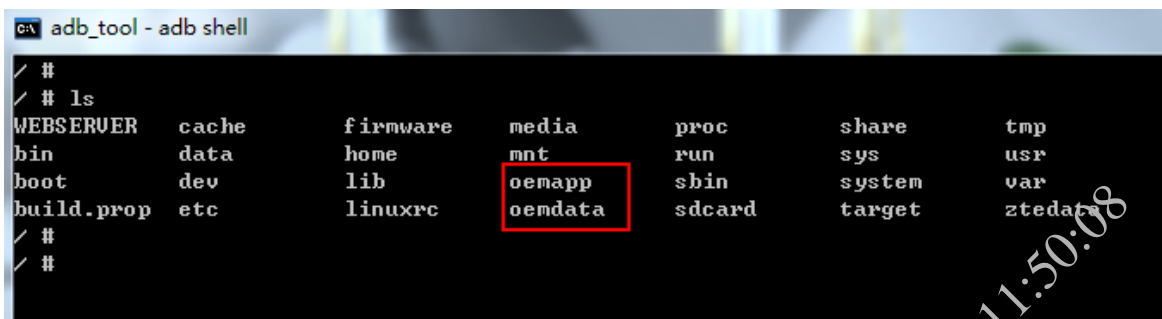 adb_tool - adb shell
/ #
/ # ls
WEBSERVER cache firmware media proc share tmp
bin data home mnt run sys usr
boot dev lib oemapp sbin system var
build.prop etc linuxrc oemdata sdcard target ztedata
/ #
/ #
11:50:08